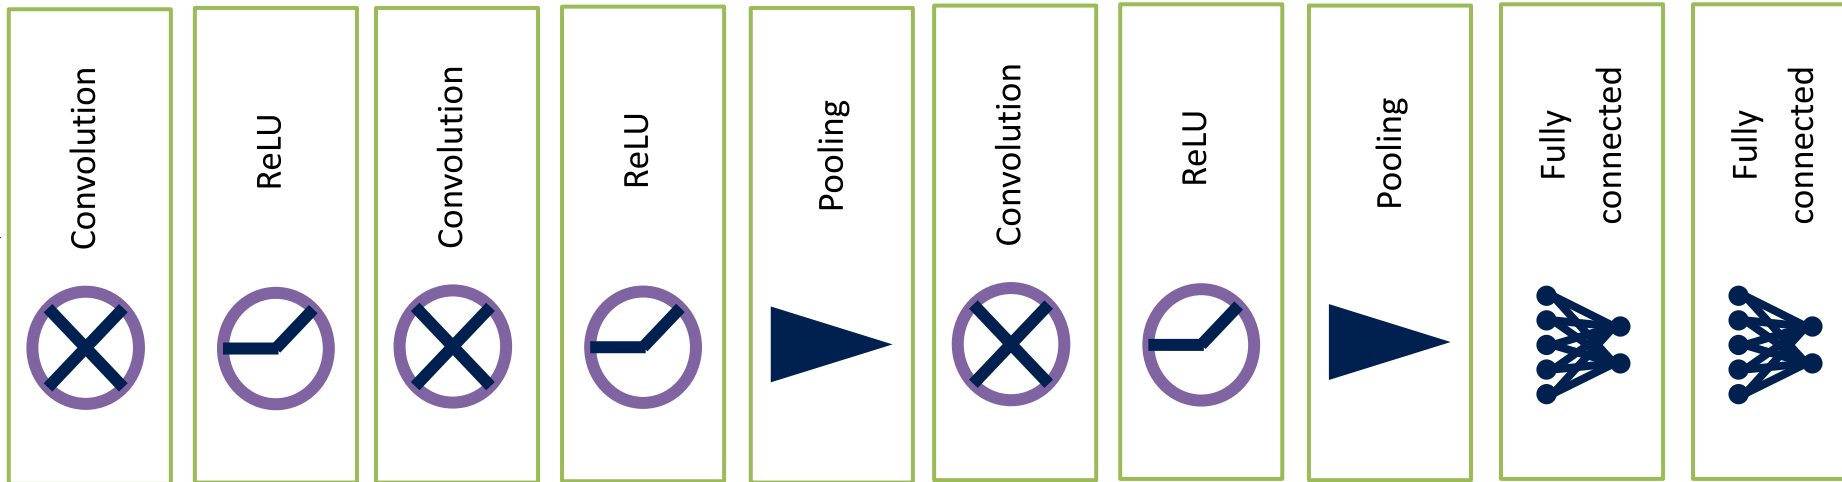 Convolution
ReLU
Convolution
ReLU
Pooling
Convolution
ReLU
Pooling
Fully
connected
Fully
connected